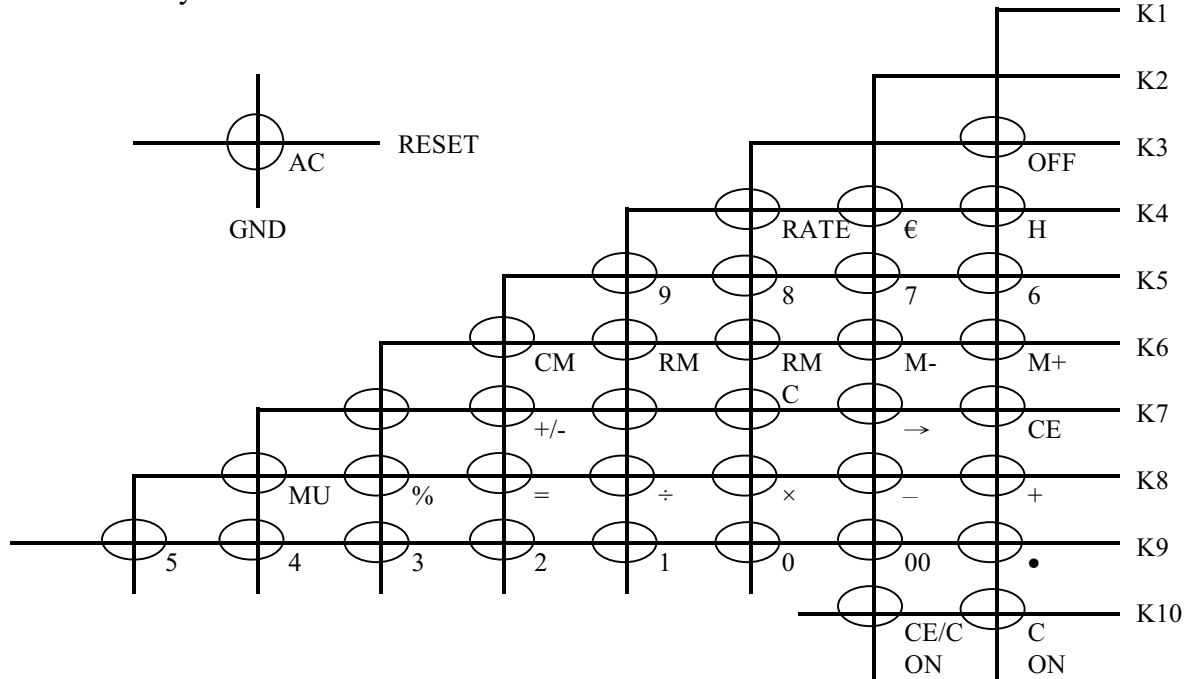 K1
K2
RESET
AC
OFF
K3
GND
RATE
€
H
K4
9
8
7
6
K5
CM
RM
RM
C
M-
M+
K6
+/-
→
CE
K7
MU
%
=
÷
×
–
+
K8
5
4
3
2
1
0
00
•
K9
CE/C
ON
C
ON
K10